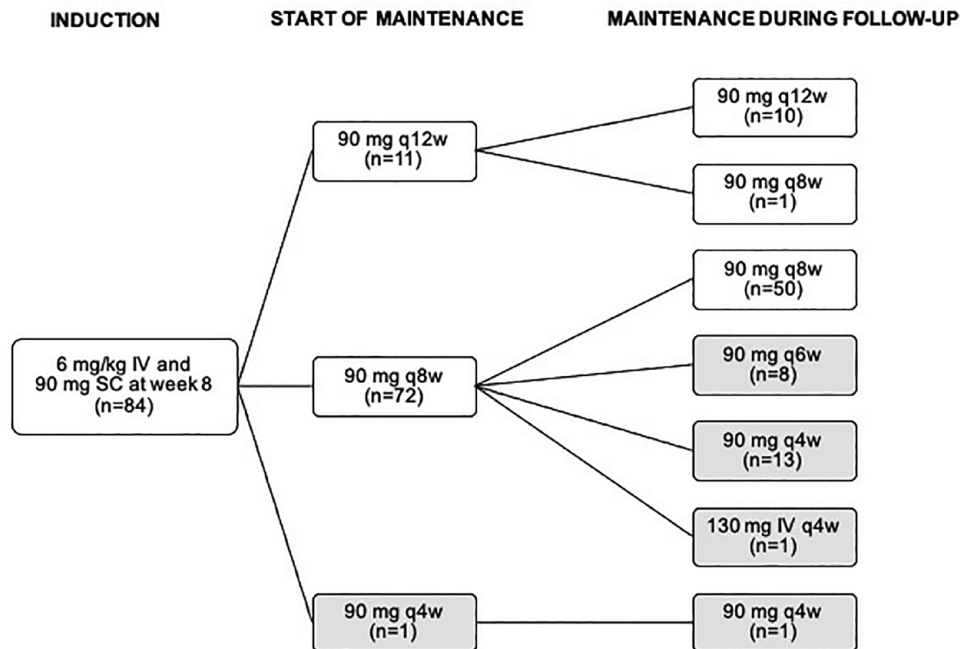 INDUCTION
START OF MAINTENANCE
MAINTENANCE DURING FOLLOW-UP
6 mg/kg IV and
90 mg SC at week 8
(n=84)
90 mg q12w
(n=11)
90 mg q8w
(n=72)
90 mg q4w
(n=1)
90 mg q12w
(n=10)
90 mg q8w
(n=1)
90 mg q8w
(n=50)
90 mg q6w
(n=8)
90 mg q4w
(n=13)
130 mg IV q4w
(n=1)
90 mg q4w
(n=1)